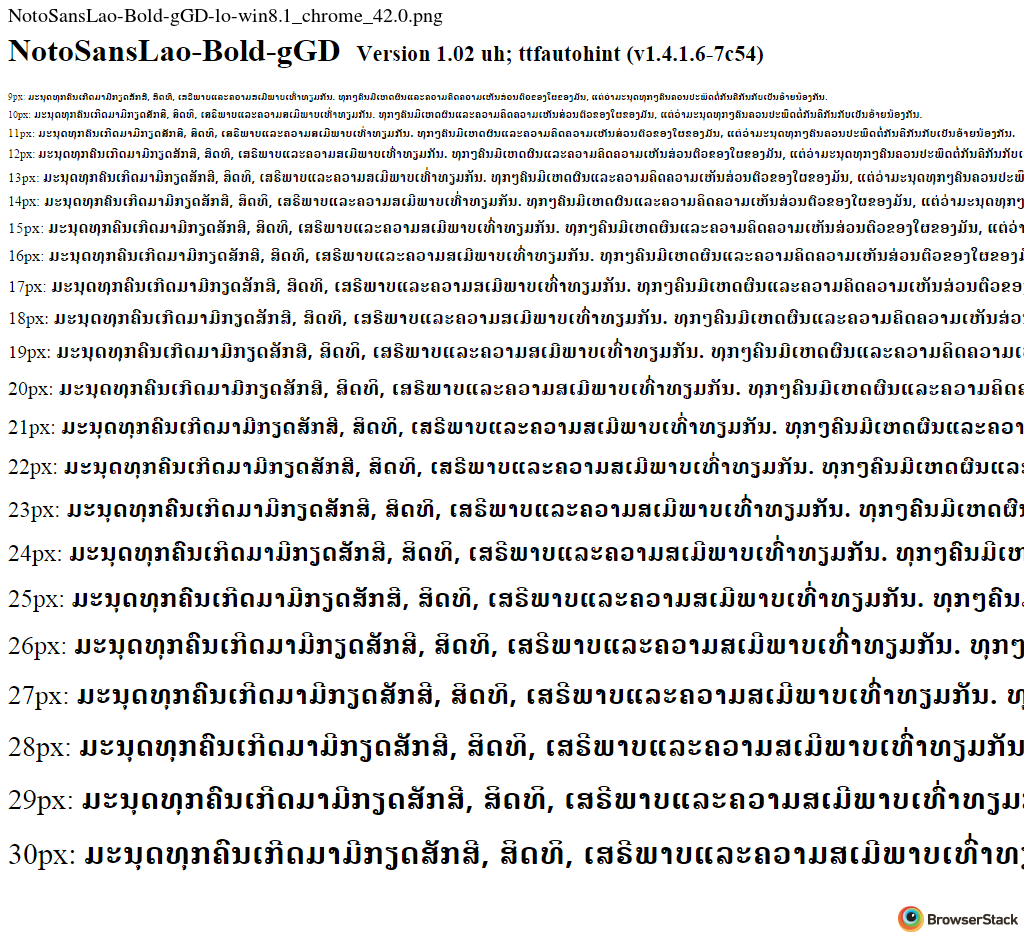 NotoSansLao-Bold-gGD-lo-win8.1_chrome_42.0.png
NotoSansLao-Bold-gGD Version 1.02 uh; ttfautohint (v1.4.1.6-7c54)
9px: ມະນຸດທຸກຄົນເກີດມາມີກຽດສັກສີ, ສິດທິ, ເສຣີພາບແລະຄວາມສເມີພາບເທົ່າທຽມກັນ. ທຸກໆຄົນມີເຫດຜົນແລະຄວາມຄິດຄວາມເຫັນສ່ວນຕົວຂອງໃຜຂອງມັນ, ແຕ່ວ່າມະນຸດທຸກໆຄົນຄວນປະພຶດຕໍ່ກັນຄືກັນກັບເປັນອ້າຍນ້ອງກັນ.
10px: ມະນຸດທຸກຄົນເກີດມາມີກຽດສັກສີ, ສິດທິ, ເສຣີພາບແລະຄວາມສເມີພາບເທົ່າທຽມກັນ. ທຸກໆຄົນມີເຫດຜົນແລະຄວາມຄິດຄວາມເຫັນສ່ວນຕົວຂອງໃຜຂອງມັນ, ແຕ່ວ່າມະນຸດທຸກໆຄົນຄວນປະພຶດຕໍ່ກັນຄືກັນກັບເປັນອ້າຍນ້ອງກັນ.
11px: ມະນຸດທຸກຄົນເກີດມາມີກຽດສັກສີ, ສິດທິ, ເສຣີພາບແລະຄວາມສເມີພາບເທົ່າທຽມກັນ. ທຸກໆຄົນມີເຫດຜົນແລະຄວາມຄິດຄວາມເຫັນສ່ວນຕົວຂອງໃຜຂອງມັນ, ແຕ່ວ່າມະນຸດທຸກໆຄົນຄວນປະພຶດຕໍ່ກັນຄືກັນກັບເປັນອ້າຍນ້ອງກັນ.
12px: ມະນຸດທຸກຄົນເກີດມາມີກຽດສັກສີ, ສິດທິ, ເສຣີພາບແລະຄວາມສເມີພາບເທົ່າທຽມກັນ. ທຸກໆຄົນມີເຫດຜົນແລະຄວາມຄິດຄວາມເຫັນສ່ວນຕົວຂອງໃຜຂອງມັນ, ແຕ່ວ່າມະນຸດທຸກໆຄົນຄວນປະພຶດຕໍ່ກັນຄືກັນກັບເ
13px: ມະນຸດທຸກຄົນເກີດມາມີກຽດສັກສີ, ສິດທິ, ເສຣີພາບແລະຄວາມສເມີພາບເທົ່າທຽມກັນ. ທຸກໆຄົນມີເຫດຜົນແລະຄວາມຄິດຄວາມເຫັນສ່ວນຕົວຂອງໃຜຂອງມັນ, ແຕ່ວ່າມະນຸດທຸກໆຄົນຄວນປະພຶ
14px: ມະນຸດທຸກຄົນເກີດມາມີກຽດສັກສີ, ສິດທິ, ເສຣີພາບແລະຄວາມສເມີພາບເທົ່າທຽມກັນ. ທຸກໆຄົນມີເຫດຜົນແລະຄວາມຄິດຄວາມເຫັນສ່ວນຕົວຂອງໃຜຂອງມັນ, ແຕ່ວ່າມະນຸດທຸກໆ
15px: ມະນຸດທຸກຄົນເກີດມາມີກຽດສັກສີ, ສິດທິ, ເສຣີພາບແລະຄວາມສເມີພາບເທົ່າທຽມກັນ. ທຸກໆຄົນມີເຫດຜົນແລະຄວາມຄິດຄວາມເຫັນສ່ວນຕົວຂອງໃຜຂອງມັນ, ແຕ່ວ່າ
16px: ມະນຸດທຸກຄົນເກີດມາມີກຽດສັກສີ, ສິດທິ, ເສຣີພາບແລະຄວາມສເມີພາບເທົ່າທຽມກັນ. ທຸກໆຄົນມີເຫດຜົນແລະຄວາມຄິດຄວາມເຫັນສ່ວນຕົວຂອງໃຜຂອງມ
17px: ມະນຸດທຸກຄົນເກີດມາມີກຽດສັກສີ, ສິດທິ, ເສຣີພາບແລະຄວາມສເມີພາບເທົ່າທຽມກັນ. ທຸກໆຄົນມີເຫດຜົນແລະຄວາມຄິດຄວາມເຫັນສ່ວນຕົວຂອ
18px: ມະນຸດທຸກຄົນເກີດມາມີກຽດສັກສີ, ສິດທິ, ເສຣີພາບແລະຄວາມສເມີພາບເທົ່າທຽມກັນ. ທຸກໆຄົນມີເຫດຜົນແລະຄວາມຄິດຄວາມເຫັນສ່ວ
19px: ມະນຸດທຸກຄົນເກີດມາມີກຽດສັກສີ, ສິດທິ, ເສຣີພາບແລະຄວາມສເມີພາບເທົ່າທຽມກັນ. ທຸກໆຄົນມີເຫດຜົນແລະຄວາມຄິດຄວາມເ
20px: ມະນຸດທຸກຄົນເກີດມາມີກຽດສັກສີ, ສິດທິ, ເສຣີພາບແລະຄວາມສເມີພາບເທົ່າທຽມກັນ. ທຸກໆຄົນມີເຫດຜົນແລະຄວາມຄິດຄ
21px: ມະນຸດທຸກຄົນເກີດມາມີກຽດສັກສີ, ສິດທິ, ເສຣີພາບແລະຄວາມສເມີພາບເທົ່າທຽມກັນ. ທຸກໆຄົນມີເຫດຜົນແລະຄວາ
22px: ມະນຸດທຸກຄົນເກີດມາມີກຽດສັກສີ, ສິດທິ, ເສຣີພາບແລະຄວາມສເມີພາບເທົ່າທຽມກັນ. ທຸກໆຄົນມີເຫດຜົນແລະ
23px: ມະນຸດທຸກຄົນເກີດມາມີກຽດສັກສີ, ສິດທິ, ເສຣີພາບແລະຄວາມສເມີພາບເທົ່າທຽມກັນ. ທຸກໆຄົນມີເຫດຜົນ
24px: ມະນຸດທຸກຄົນເກີດມາມີກຽດສັກສີ, ສິດທິ, ເສຣີພາບແລະຄວາມສເມີພາບເທົ່າທຽມກັນ. ທຸກໆຄົນມີເຫ
25px: ມະນຸດທຸກຄົນເກີດມາມີກຽດສັກສີ, ສິດທິ, ເສຣີພາບແລະຄວາມສເມີພາບເທົ່າທຽມກັນ. ທຸກໆຄົນ
26px: ມະນຸດທຸກຄົນເກີດມາມີກຽດສັກສີ, ສິດທິ, ເສຣີພາບແລະຄວາມສເມີພາບເທົ່າທຽມກັນ. ທຸກໆ
27px: ມະນຸດທຸກຄົນເກີດມາມີກຽດສັກສີ, ສິດທິ, ເສຣີພາບແລະຄວາມສເມີພາບເທົ່າທຽມກັນ. ທຸ
28px: ມະນຸດທຸກຄົນເກີດມາມີກຽດສັກສີ, ສິດທິ, ເສຣີພາບແລະຄວາມສເມີພາບເທົ່າທຽມກັນ
29px: ມະນຸດທຸກຄົນເກີດມາມີກຽດສັກສີ, ສິດທິ, ເສຣີພາບແລະຄວາມສເມີພາບເທົ່າທຽມ
30px: ມະນຸດທຸກຄົນເກີດມາມີກຽດສັກສີ, ສິດທິ, ເສຣີພາບແລະຄວາມສເມີພາບເທົ່າທ
BrowserStack